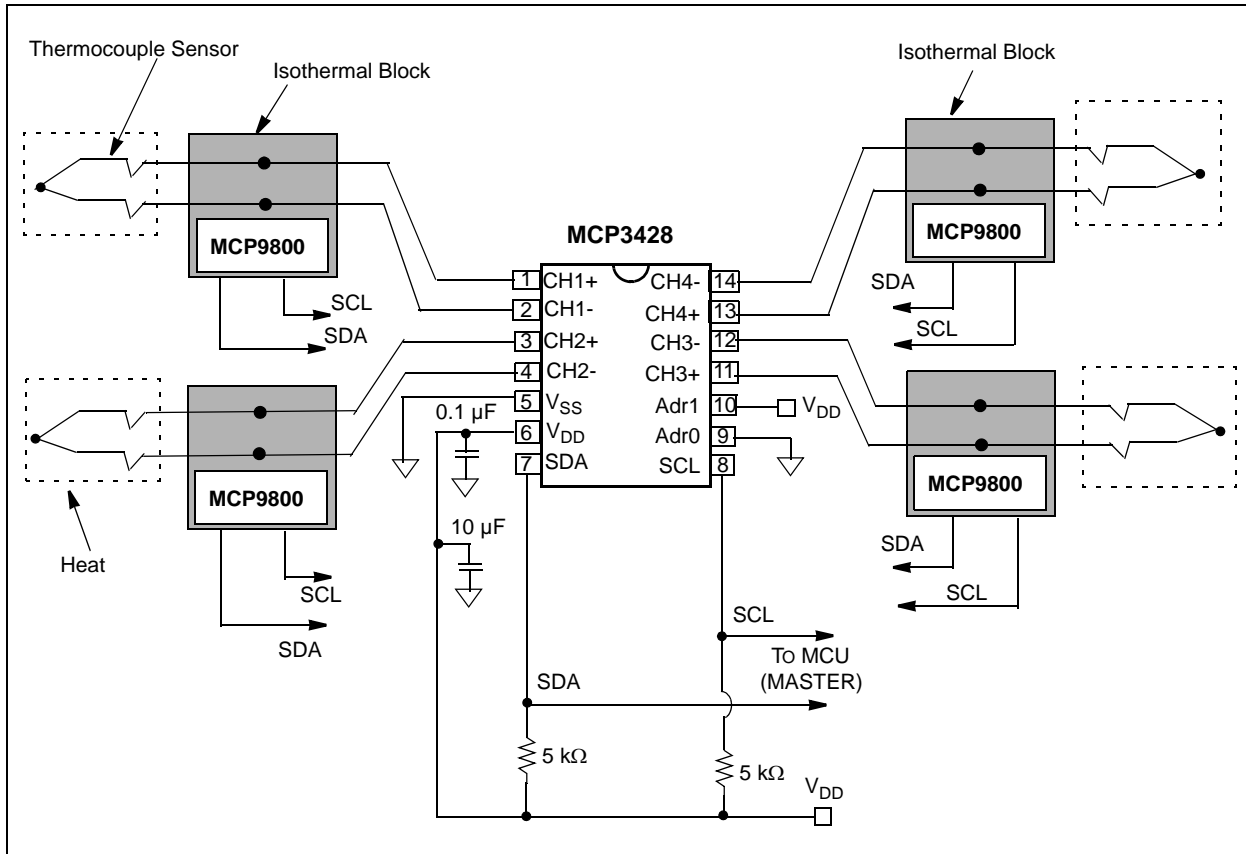 Thermocouple Sensor
Isothermal Block
Isothermal Block
MCP9800
MCP9800
SCL
SDA
SDA
SCL
MCP3428
1 CH1+ CH4- 14
2 CH1- CH4+ 13
3 CH2+ CH3- 12
4 CH2- CH3+ 11
5 VSS Adr1 10
6 VDD Adr0 9
7 SDA SCL 8
VDD
0.1 µF
10 µF
MCP9800
MCP9800
Heat
SCL
SDA
SDA
SCL
SCL
TO MCU
(MASTER)
SDA
5 kΩ
5 kΩ
VDD